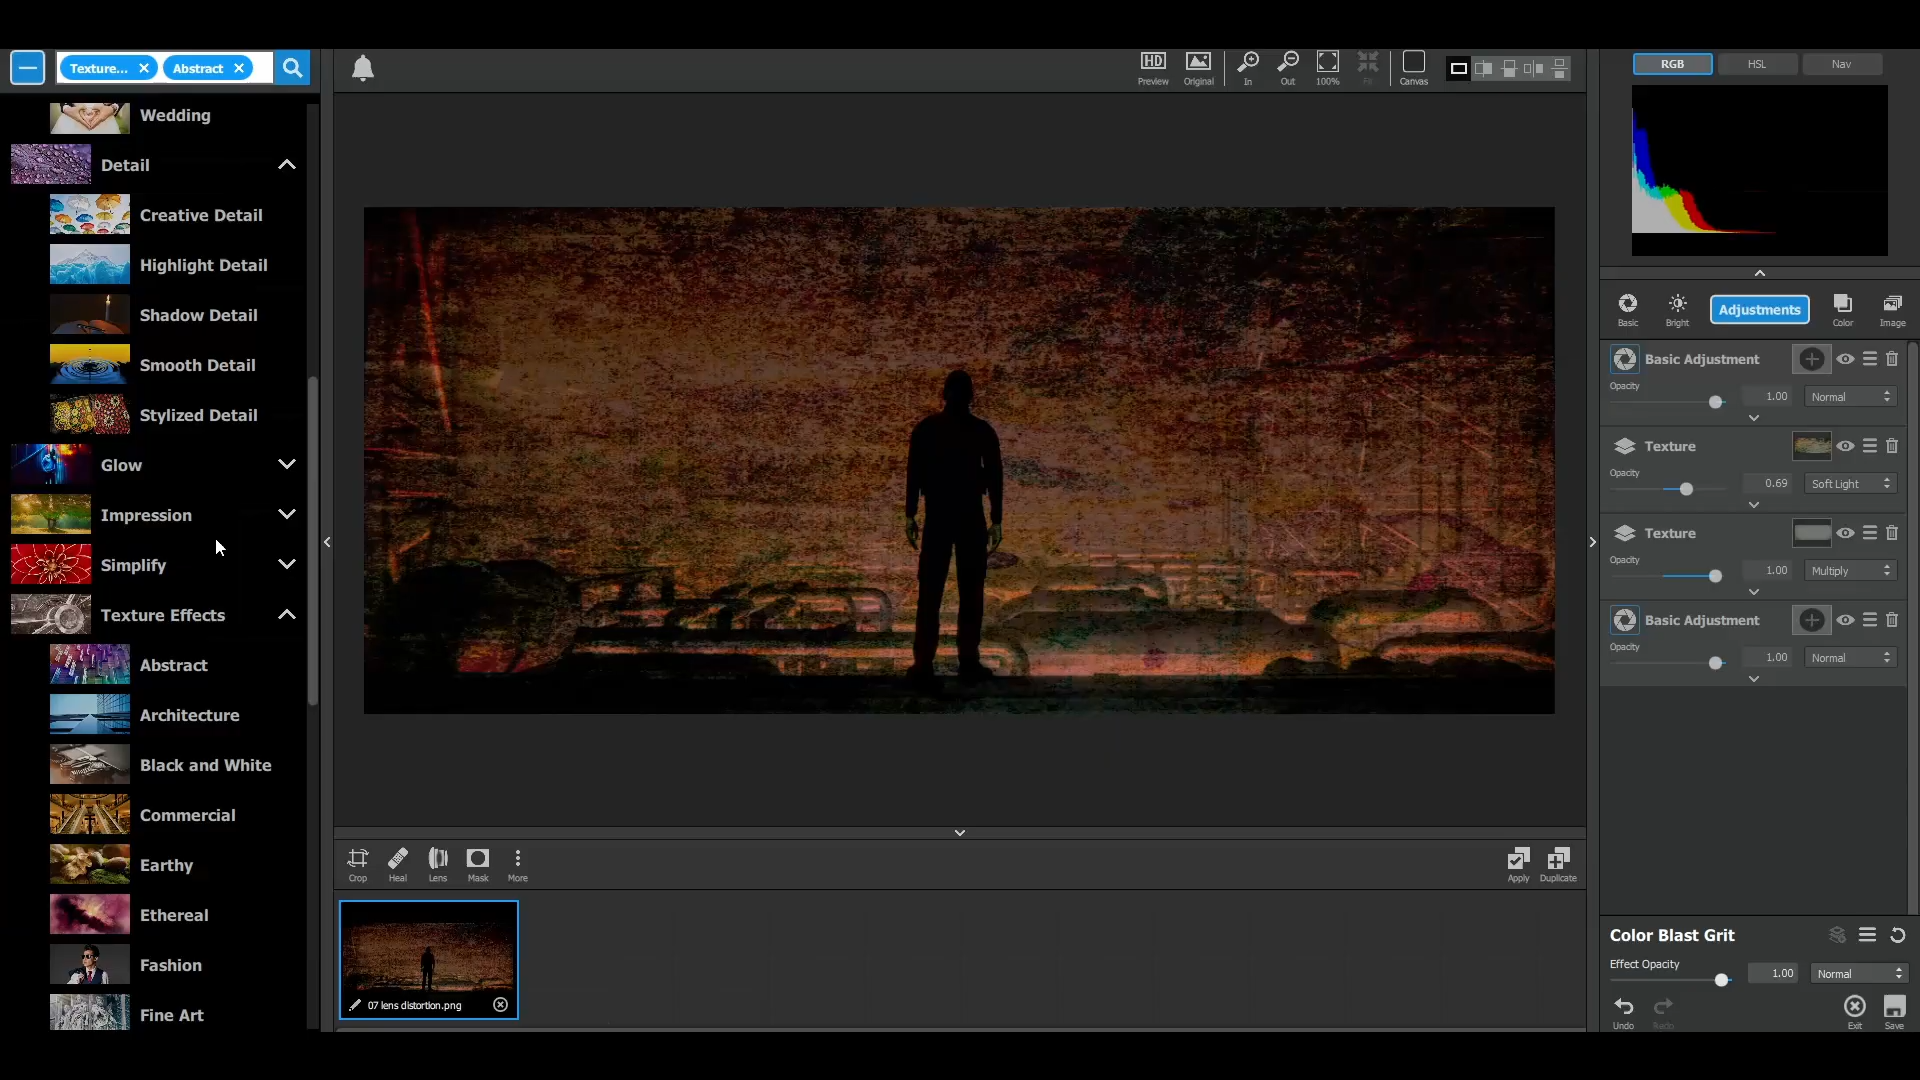 Texture...
Abstract
Wedding
Detail
Creative Detail
Highlight Detail
Shadow Detail
Smooth Detail
Stylized Detail
Glow
Impression
Simplify
Texture Effects
Abstract
Architecture
Black and White
Commercial
Earthy
Ethereal
Fashion
Fine Art
HD
Preview
Original
In
Out
100%
Fit
Canvas
Crop
Heal
Lens
Mask
More
Apply
Duplicate
07 lens distortion.png
RGB
HSL
Nav
Basic
Bright
Adjustments
Color
Image
Basic Adjustment
Opacity
1.00
Normal
Texture
Opacity
0.69
Soft Light
Texture
Opacity
1.00
Multiply
Basic Adjustment
Opacity
1.00
Normal
Color Blast Grit
Effect Opacity
1.00
Normal
Undo
Redo
Exit
Save